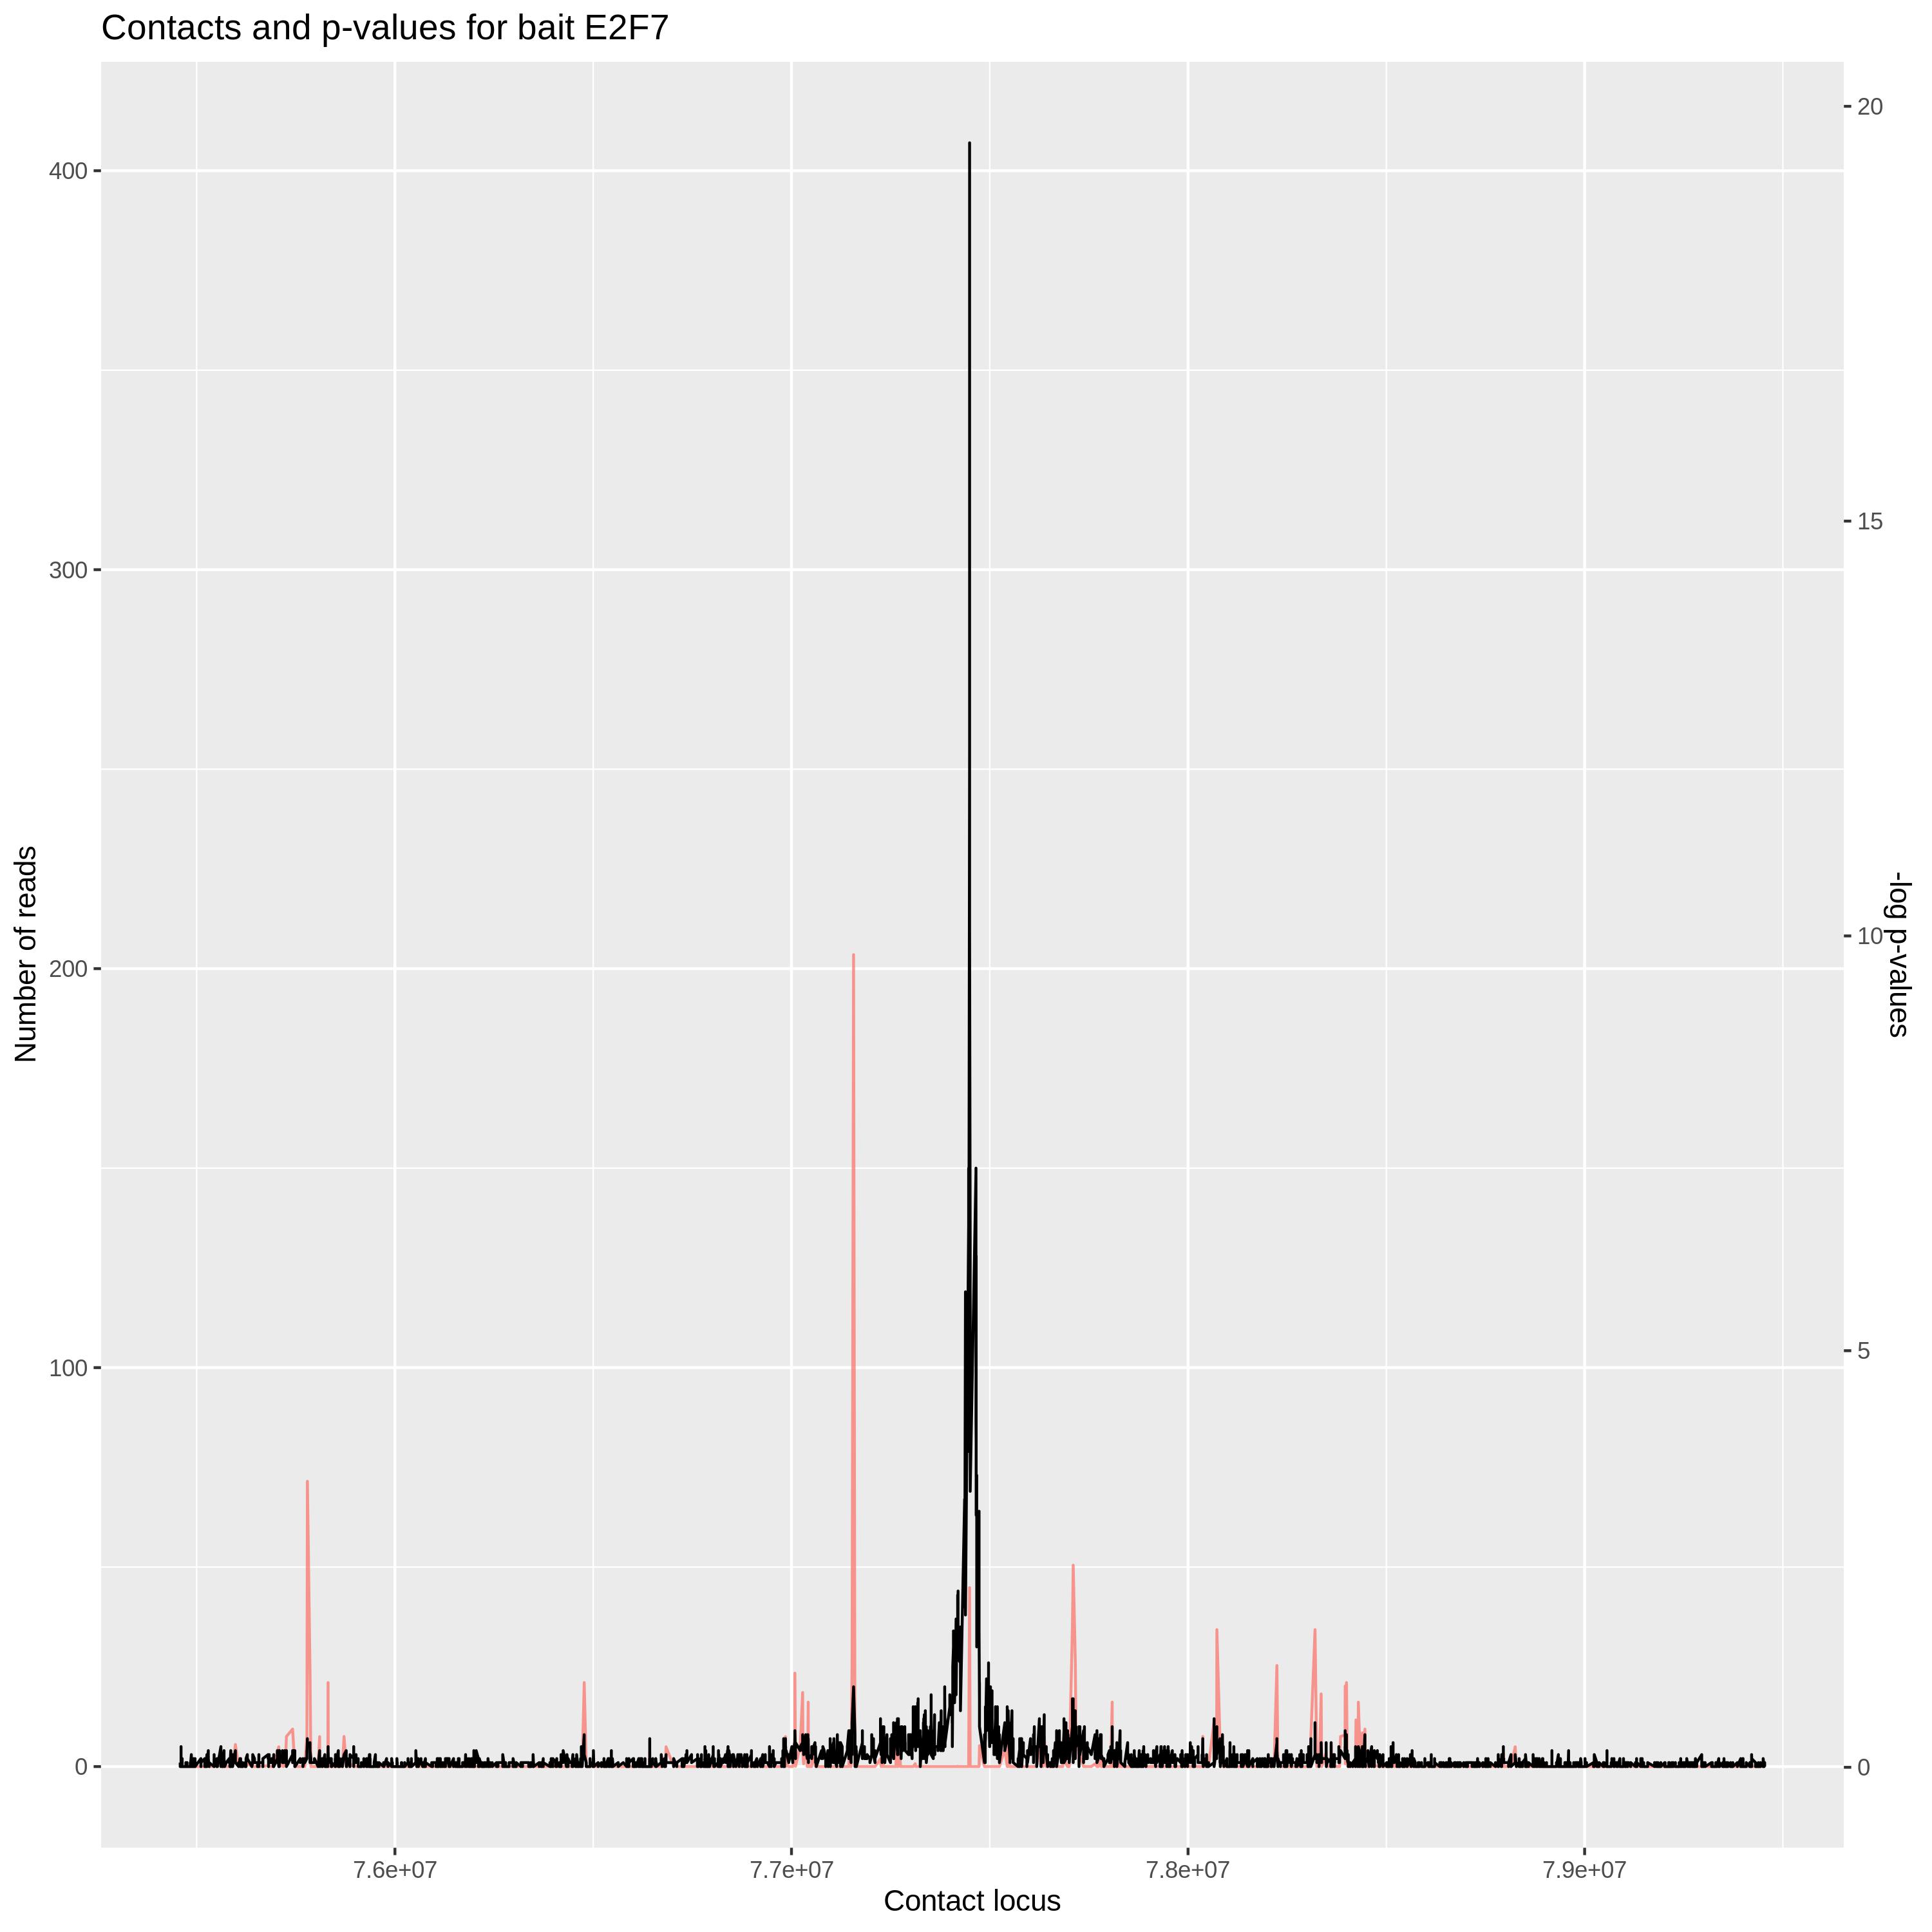 Contacts and p-values for bait E2F7
400
300
200
100
0
Number of reads
20
15
10
5
0
-log p-values
7.6e+07
7.7e+07
7.8e+07
7.9e+07
Contact locus